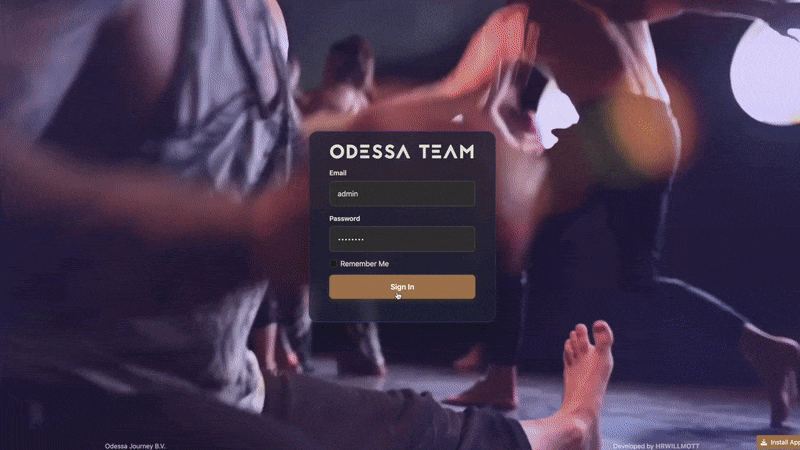 ODESSA TEAM
Email
admin
Password
••••••••
Remember Me
Sign In
Odessa Journey B.V.
Developed by HRWILLMOTT
Install App